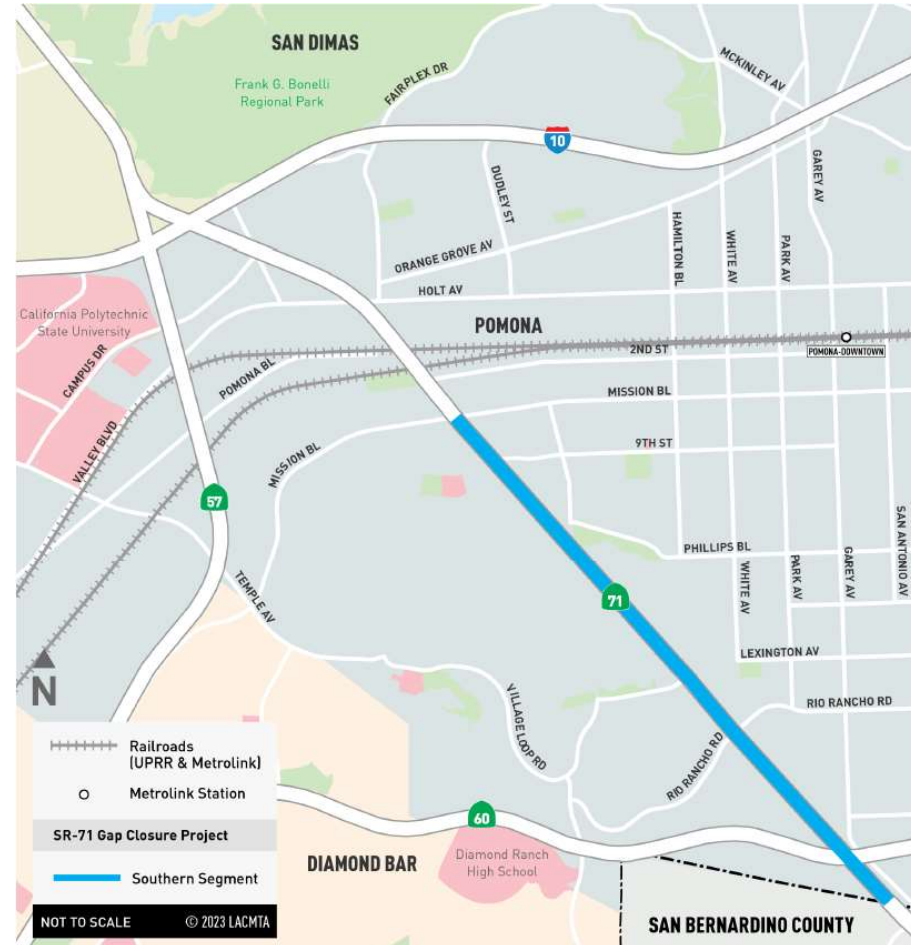 SAN DIMAS
Frank G. Bonelli
Regional Park
FAIRPLEX DR
MCKINLEY AV
10
DUDLEY ST
GAREY AV
HAMILTON BL
WHITE AV
PARK AV
ORANGE GROVE AV
HOLT AV
California Polytechnic
State University
POMONA
CAMPUS DR
POMONA BL
2ND ST
POMONA-DOWNTOWN
MISSION BL
VALLEY BLVD
MISSION BL
9TH ST
57
SAN ANTONIO AV
PHILLIPS BL
TEMPLE AV
71
WHITE AV
PARK AV
GAREY AV
LEXINGTON AV
N
VILLAGE LOOP RD
RIO RANCHO RD
RIO RANCHO RD
Railroads
(UPRR & Metrolink)
Metrolink Station
SR-71 Gap Closure Project
Southern Segment
NOT TO SCALE
© 2023 LACMTA
60
DIAMOND BAR
Diamond Ranch
High School
SAN BERNARDINO COUNTY